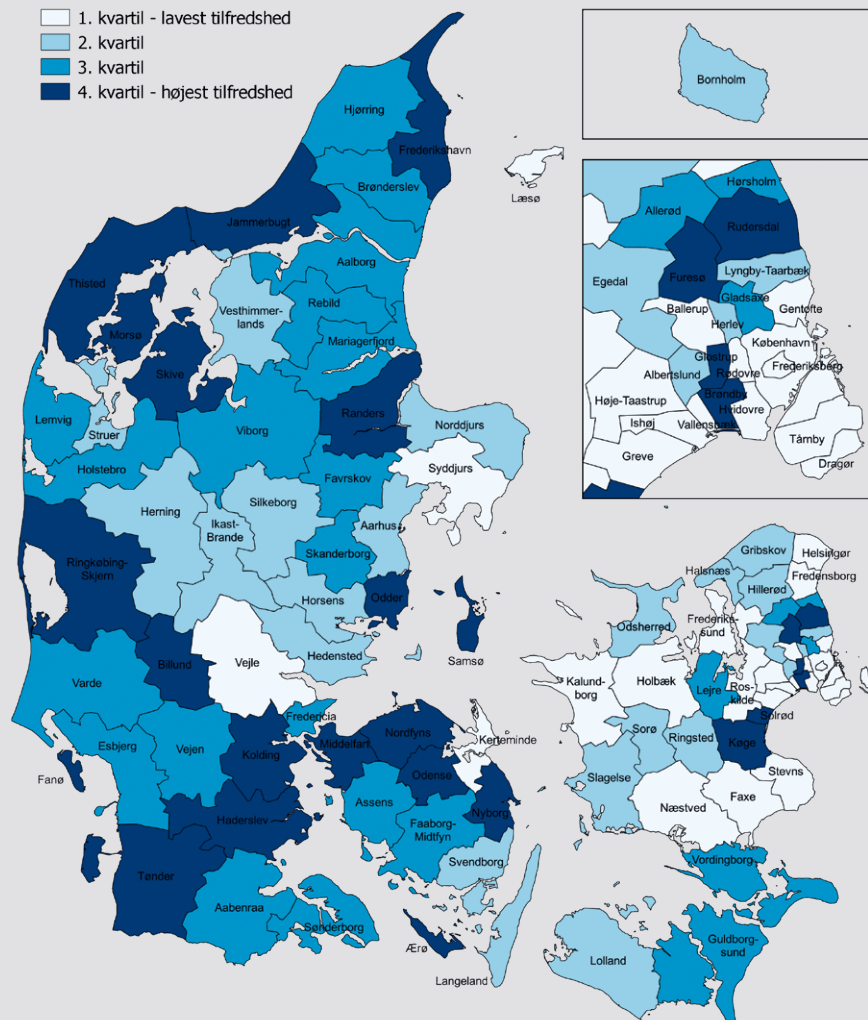 1. kvartil - lavest tilfredshed
2. kvartil
3. kvartil
4. kvartil - højest tilfredshed
Bornholm
Hjørring
Frederikshavn
Læsø
Brønderslev
Jammerbugt
Aalborg
Thisted
Vesthimmer-
lands
Rebild
Morsø
Mariagerfjord
Skive
Lemvig
Struer
Viborg
Randers
Norddjurs
Syddjurs
Holstebro
Favrskov
Herning
Ikast-
Brande
Silkeborg
Aarhus
Skanderborg
Ringkøbing-
Skjern
Horsens
Odder
Samsø
Hedensted
Vejle
Billund
Varde
Fredericia
Esbjerg
Vejen
Kolding
Middelfart
Nordfyns
Kerteminde
Fanø
Odense
Nyborg
Assens
Haderslev
Faaborg-
Midtfyn
Svendborg
Tønder
Aabenraa
Sønderborg
Ærø
Langeland
Hørsholm
Allerød
Rudersdal
Egedal
Furesø
Lyngby-Taarbæk
Gladsaxe
Ballerup
Gentofte
Herlev
København
Glostrup
Rødovre
Frederiksberg
Albertslund
Brøndby
Høje-Taastrup
Hvidovre
Ishøj
Vallensbæk
Greve
Tårnby
Dragør
Gribskov
Helsingør
Halsnæs
Fredensborg
Hillerød
Odsherred
Frederiks-
sund
Kalund-
borg
Holbæk
Lejre
Ros-
kilde
Solrød
Sorø
Ringsted
Køge
Slagelse
Stevns
Næstved
Faxe
Vordingborg
Lolland
Guldborg-
sund